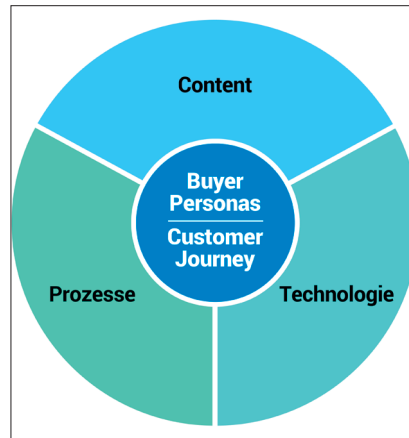 Content
Buyer
Personas
Customer
Journey
Prozesse
Technologie